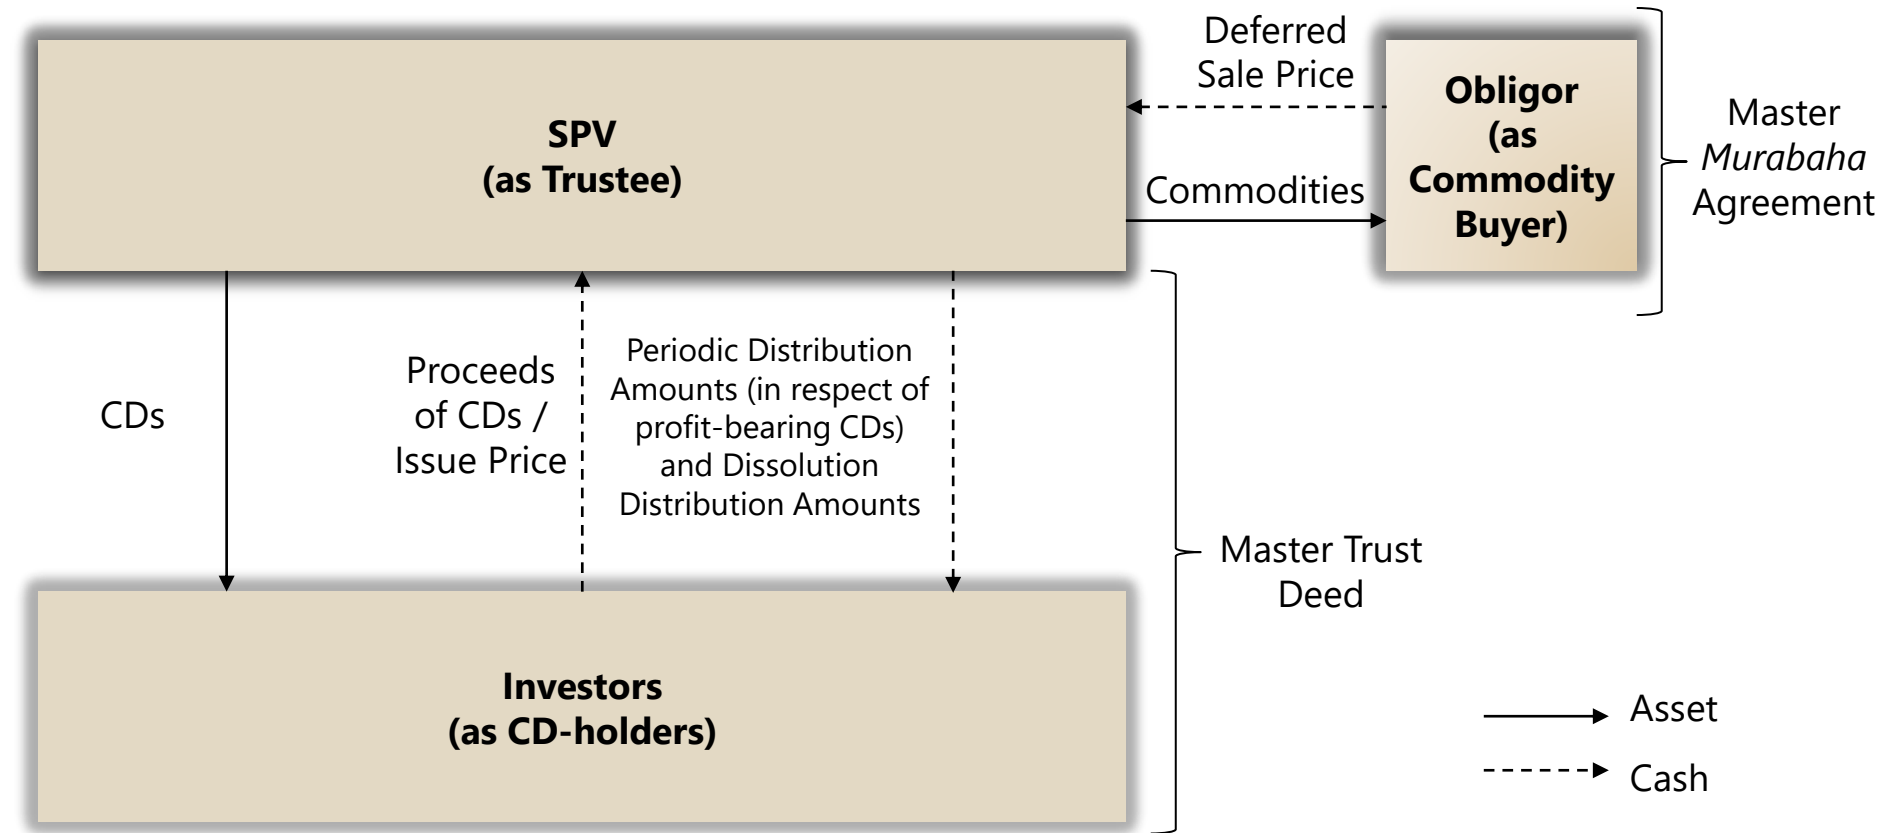 SPV
(as Trustee)
Deferred
Sale Price
Commodities
Obligor
(as
Commodity
Buyer)
Master
Murabaha
Agreement
CDs
Proceeds
of CDs /
Issue Price
Periodic Distribution
Amounts (in respect of
profit-bearing CDs)
and Dissolution
Distribution Amounts
Master Trust
Deed
Investors
(as CD-holders)
Asset
Cash